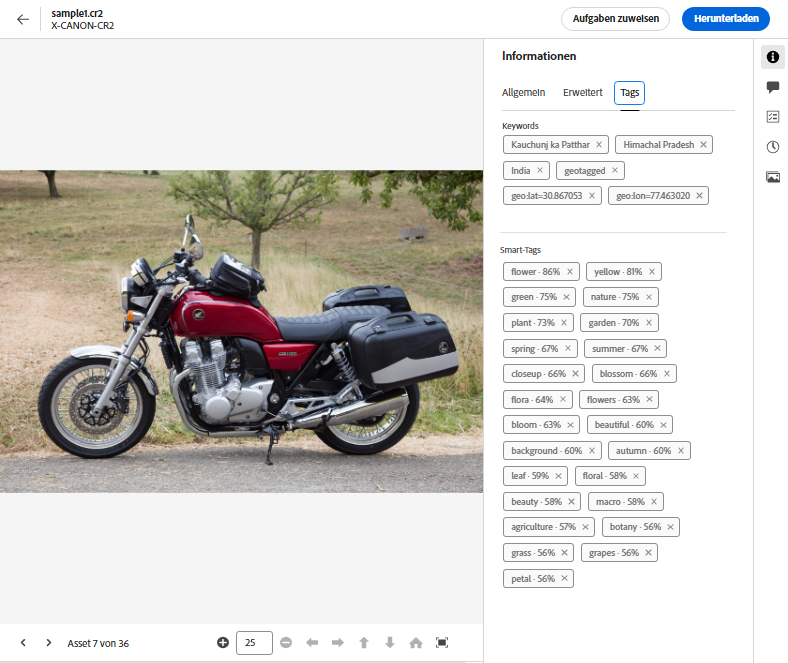 sample1.cr2
X-CANON-CR2
Aufgaben zuweisen
Herunterladen
Informationen
Allgemein Erweitert Tags
Keywords
Kauchunj ka Patthar × Himachal Pradesh ×
India × geotagged ×
geo:lat=30.867053 × geo:lon=77.463020 ×
Smart-Tags
flower · 86% × yellow · 81% ×
green · 75% × nature · 75% ×
plant · 73% × garden · 70% ×
spring · 67% × summer · 67% ×
closeup · 66% × blossom · 66% ×
flora · 64% × flowers · 63% ×
bloom · 63% × beautiful · 60% ×
background · 60% × autumn · 60% ×
leaf · 59% × floral · 58% ×
beauty · 58% × macro · 58% ×
agriculture · 57% × botany · 56% ×
grass · 56% × grapes · 56% ×
petal · 56% ×
Asset 7 von 36
25